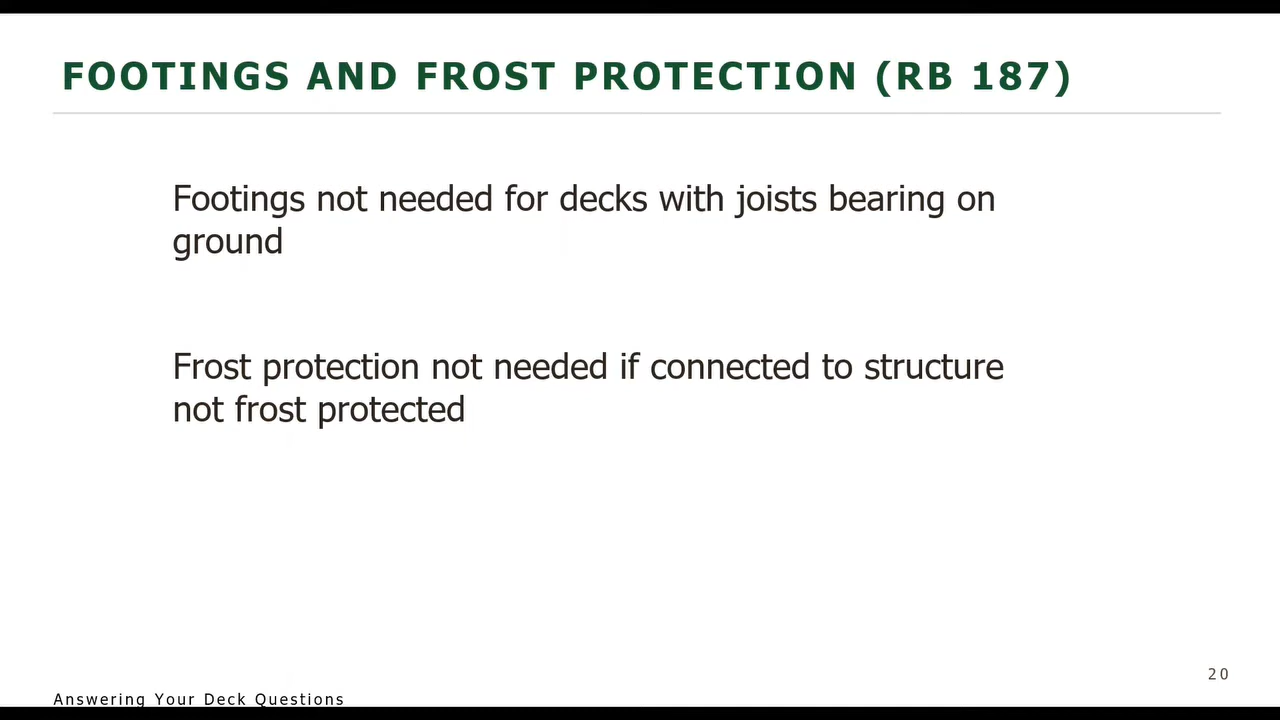 FOOTINGS AND FROST PROTECTION (RB 187)
Footings not needed for decks with joists bearing on
ground
Frost protection not needed if connected to structure
not frost protected
20
Answering Your Deck Questions